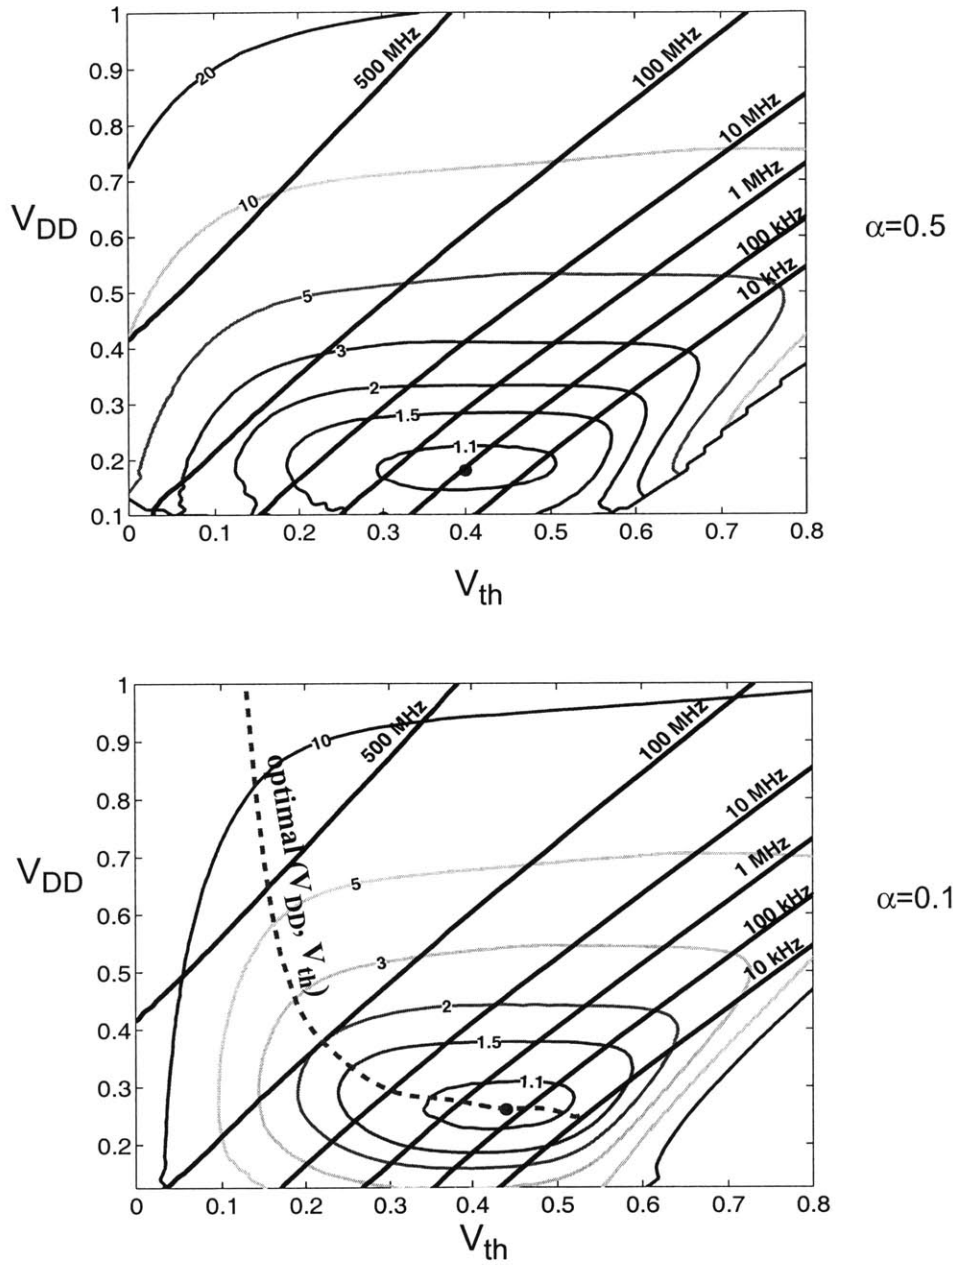 1
0.9
0.8
0.7
0.6
0.5
0.4
0.3
0.2
0.1
V_DD
20
10
5
3
2
1.5
1.1
500 MHz
100 MHz
10 MHz
1 MHz
100 kHz
10 kHz
α=0.5
0 0.1 0.2 0.3 0.4 0.5 0.6 0.7 0.8
V_th
1
0.9
0.8
0.7
0.6
0.5
0.4
0.3
0.2
V_DD
10
5
3
2
1.5
1.1
optimal (V_DD, V_th)
500 MHz
100 MHz
10 MHz
1 MHz
100 kHz
10 kHz
α=0.1
0 0.1 0.2 0.3 0.4 0.5 0.6 0.7 0.8
V_th